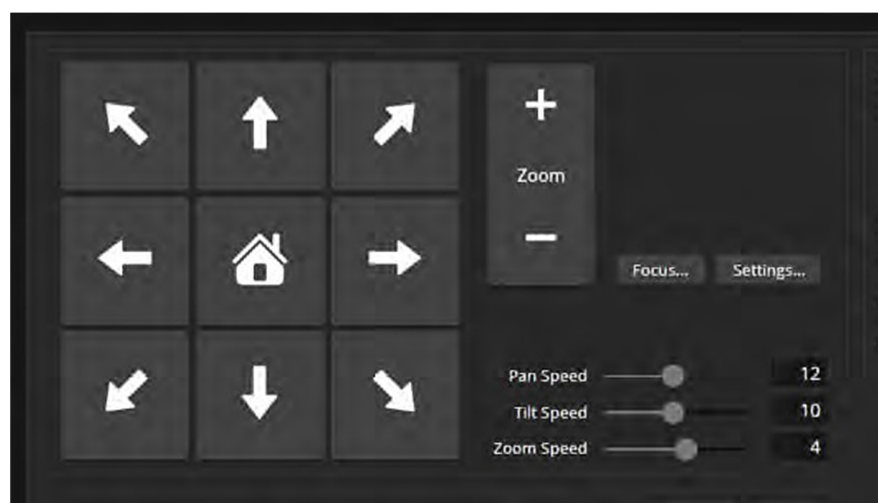 +
Zoom
−
Focus... Settings...
Pan Speed 12
Tilt Speed 10
Zoom Speed 4